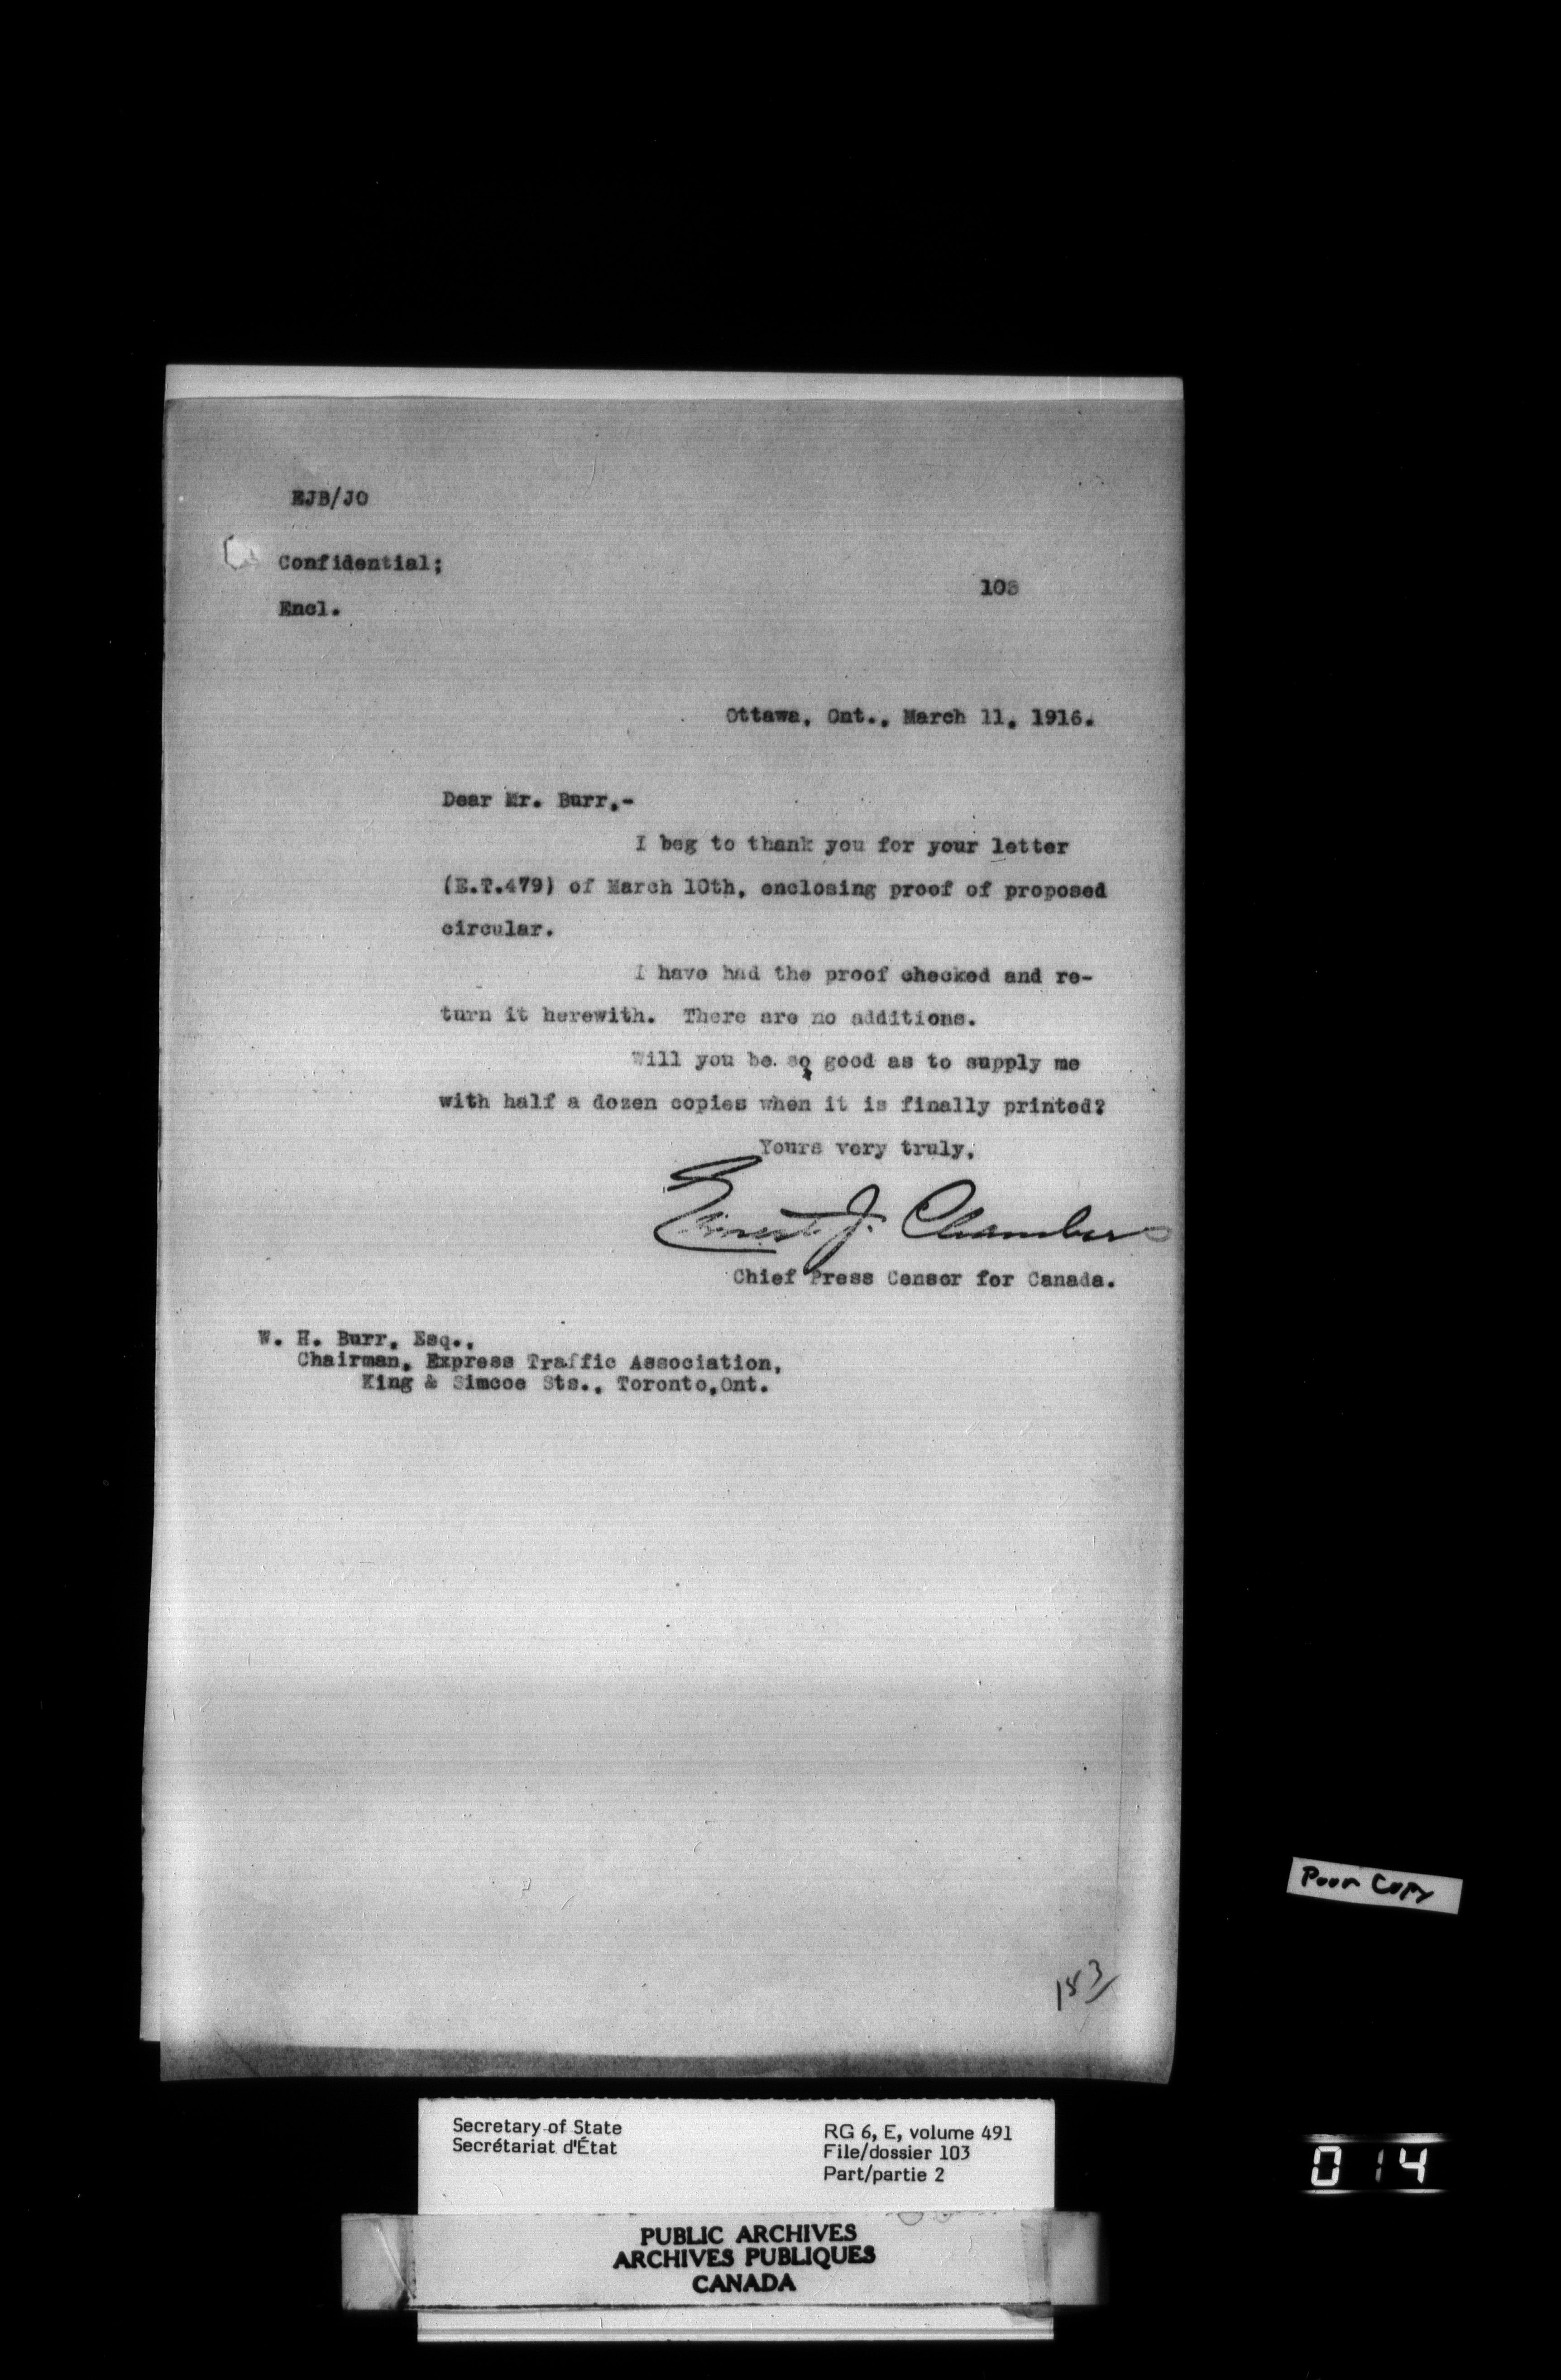 EJB/JO
Confidential;
103
Encl.
Ottawa, Ont., March 11, 1916.
Dear Mr. Burr,-
I beg to thank you for your letter
(E.T.479) of March 10th, enclosing proof of proposed
circular.
I have had the proof checked and re-
turn it herewith. There are no additions.
Will you be so good as to supply me
with half a dozen copies when it is finally printed?
Yours very truly,
Ernest J. Chambers
Chief Press Censor for Canada.
W. H. Burr, Esq.,
Chairman, Express Traffic Association,
King & Simcoe Sts., Toronto,Ont.
Poor Copy
183
Secretary of State
Secrétariat d'État
RG 6, E, volume 491
File/dossier 103
Part/partie 2
014
PUBLIC ARCHIVES
ARCHIVES PUBLIQUES
CANADA